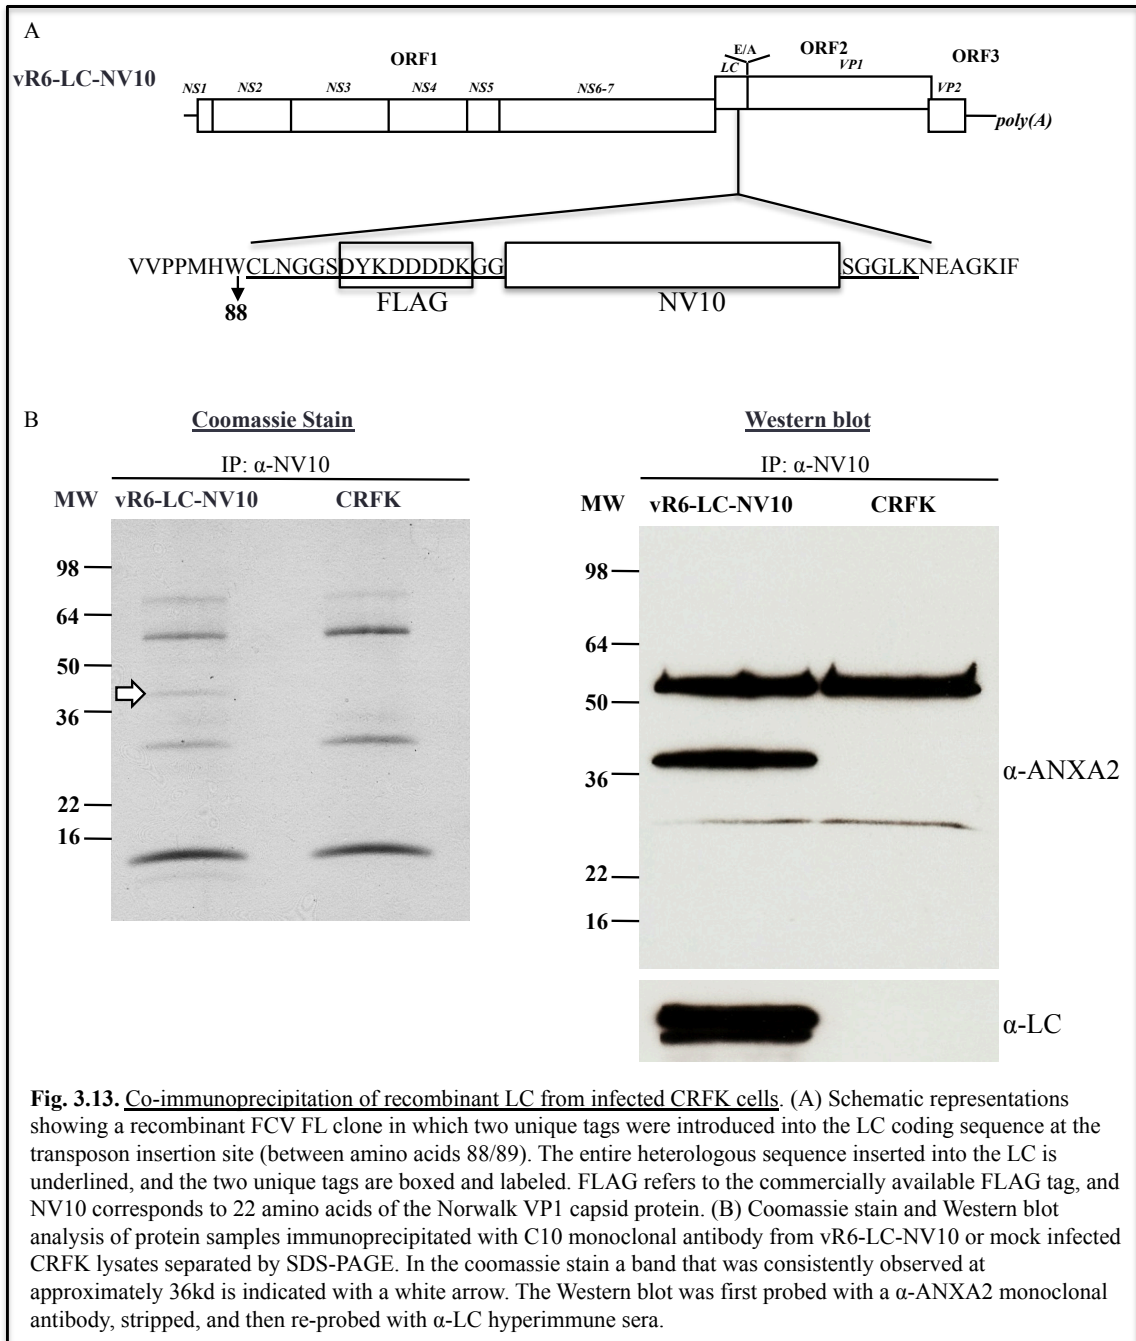 A
vR6-LC-NV10
ORF1
E/A
ORF2
ORF3
NS1 NS2 NS3 NS4 NS5 NS6-7 LC VP1 VP2
poly(A)
VVPPMHWCLNGGSDYKDDDDKGG SGGLKNEAGKIF
88
FLAG NV10
B
Coomassie Stain
IP: α-NV10
MW vR6-LC-NV10 CRFK
98
64
50
36
22
16
Western blot
IP: α-NV10
MW vR6-LC-NV10 CRFK
98
64
50
36
22
16
α-ANXA2
α-LC
Fig. 3.13. Co-immunoprecipitation of recombinant LC from infected CRFK cells. (A) Schematic representations
showing a recombinant FCV FL clone in which two unique tags were introduced into the LC coding sequence at the
transposon insertion site (between amino acids 88/89). The entire heterologous sequence inserted into the LC is
underlined, and the two unique tags are boxed and labeled. FLAG refers to the commercially available FLAG tag, and
NV10 corresponds to 22 amino acids of the Norwalk VP1 capsid protein. (B) Coomassie stain and Western blot
analysis of protein samples immunoprecipitated with C10 monoclonal antibody from vR6-LC-NV10 or mock infected
CRFK lysates separated by SDS-PAGE. In the coomassie stain a band that was consistently observed at
approximately 36kd is indicated with a white arrow. The Western blot was first probed with a α-ANXA2 monoclonal
antibody, stripped, and then re-probed with α-LC hyperimmune sera.